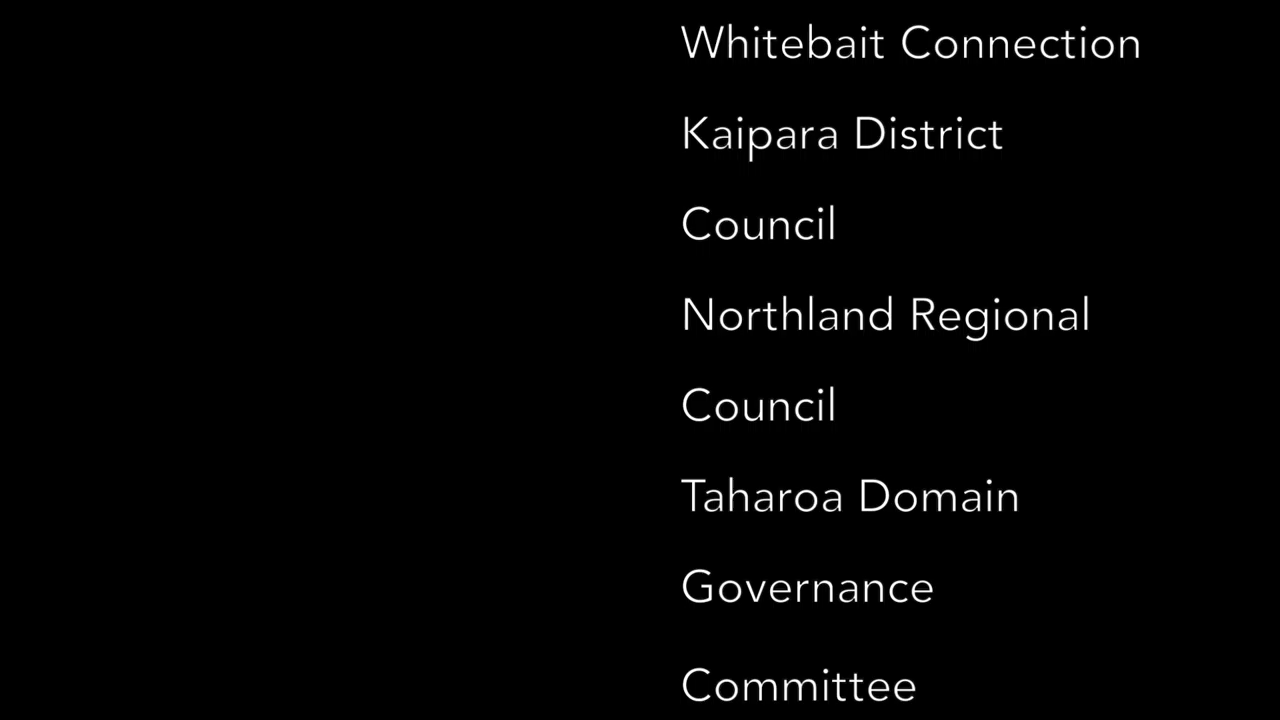 Whitebait Connection
Kaipara District
Council
Northland Regional
Council
Taharoa Domain
Governance
Committee